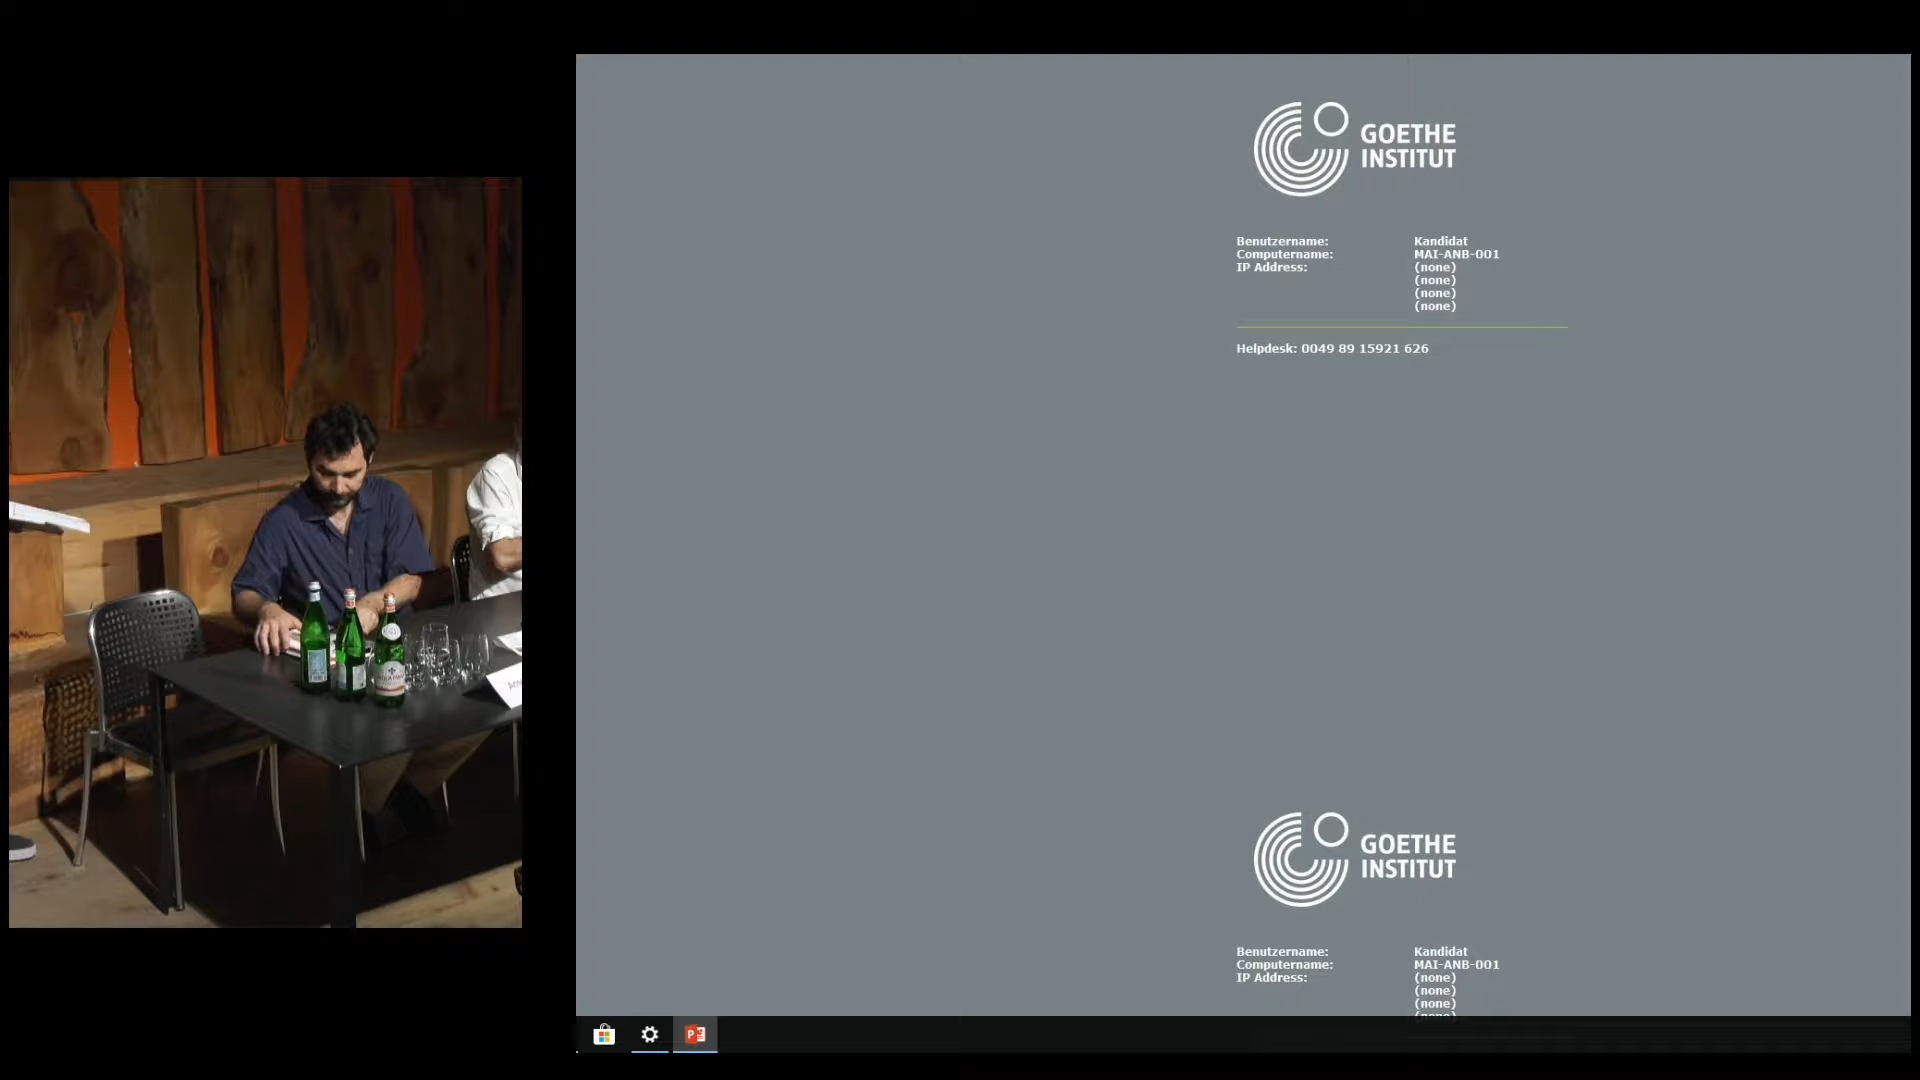 GOETHE
INSTITUT
Benutzername: Kandidat
Computername: MAI-ANB-001
IP Address: (none)
(none)
(none)
(none)
Helpdesk: 0049 89 15921 626
GOETHE
INSTITUT
Benutzername: Kandidat
Computername: MAI-ANB-001
IP Address: (none)
(none)
(none)